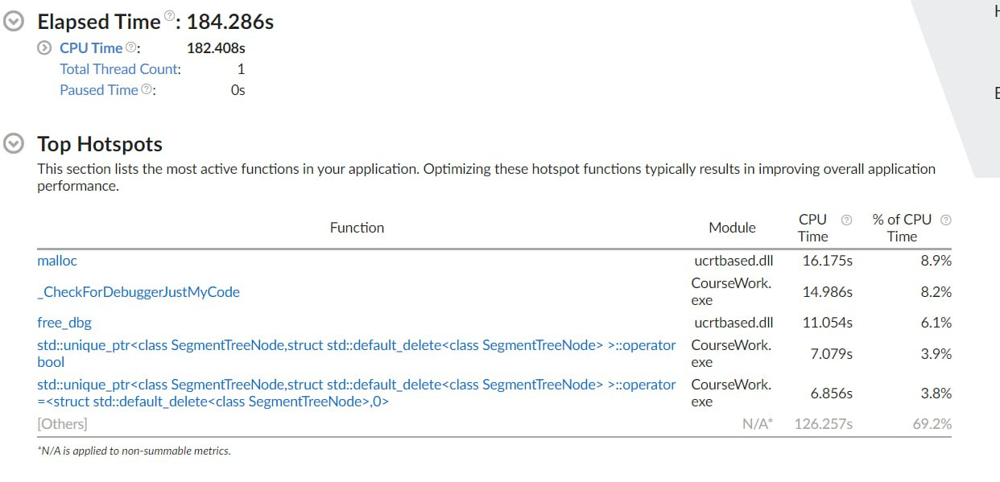 Elapsed Time ?: 184.286s
CPU Time ?: 182.408s
Total Thread Count: 1
Paused Time ?: 0s
Top Hotspots
This section lists the most active functions in your application. Optimizing these hotspot functions typically results in improving overall application
performance.
Function Module CPU Time ? % of CPU Time ?
malloc ucrtbased.dll 16.175s 8.9%
_CheckForDebuggerJustMyCode CourseWork.exe 14.986s 8.2%
free_dbg ucrtbased.dll 11.054s 6.1%
std::unique_ptr<class SegmentTreeNode,struct std::default_delete<class SegmentTreeNode> >::operator
bool CourseWork.exe 7.079s 3.9%
std::unique_ptr<class SegmentTreeNode,struct std::default_delete<class SegmentTreeNode> >::operator
=<struct std::default_delete<class SegmentTreeNode>,0> CourseWork.exe 6.856s 3.8%
[Others] N/A* 126.257s 69.2%
*N/A is applied to non-summable metrics.